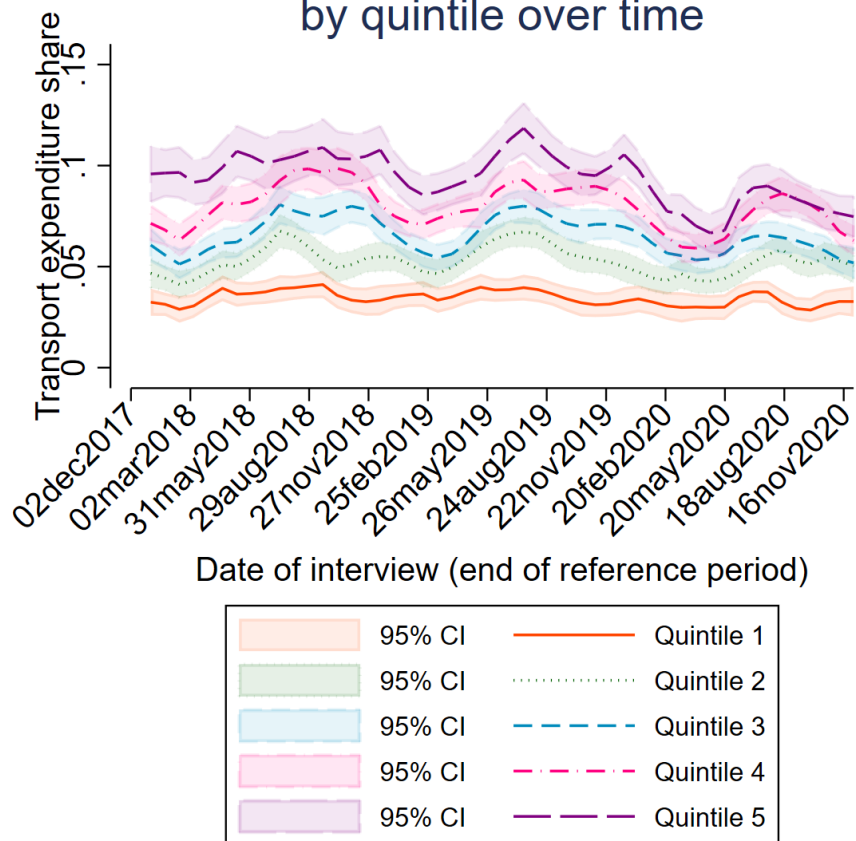 by quintile over time
Transport expenditure share
.15
.1
.05
0
02dec2017
02mar2018
31may2018
29aug2018
27nov2018
25feb2019
26may2019
24aug2019
22nov2019
20feb2020
20may2020
18aug2020
16nov2020
Date of interview (end of reference period)
95% CI Quintile 1
95% CI Quintile 2
95% CI Quintile 3
95% CI Quintile 4
95% CI Quintile 5